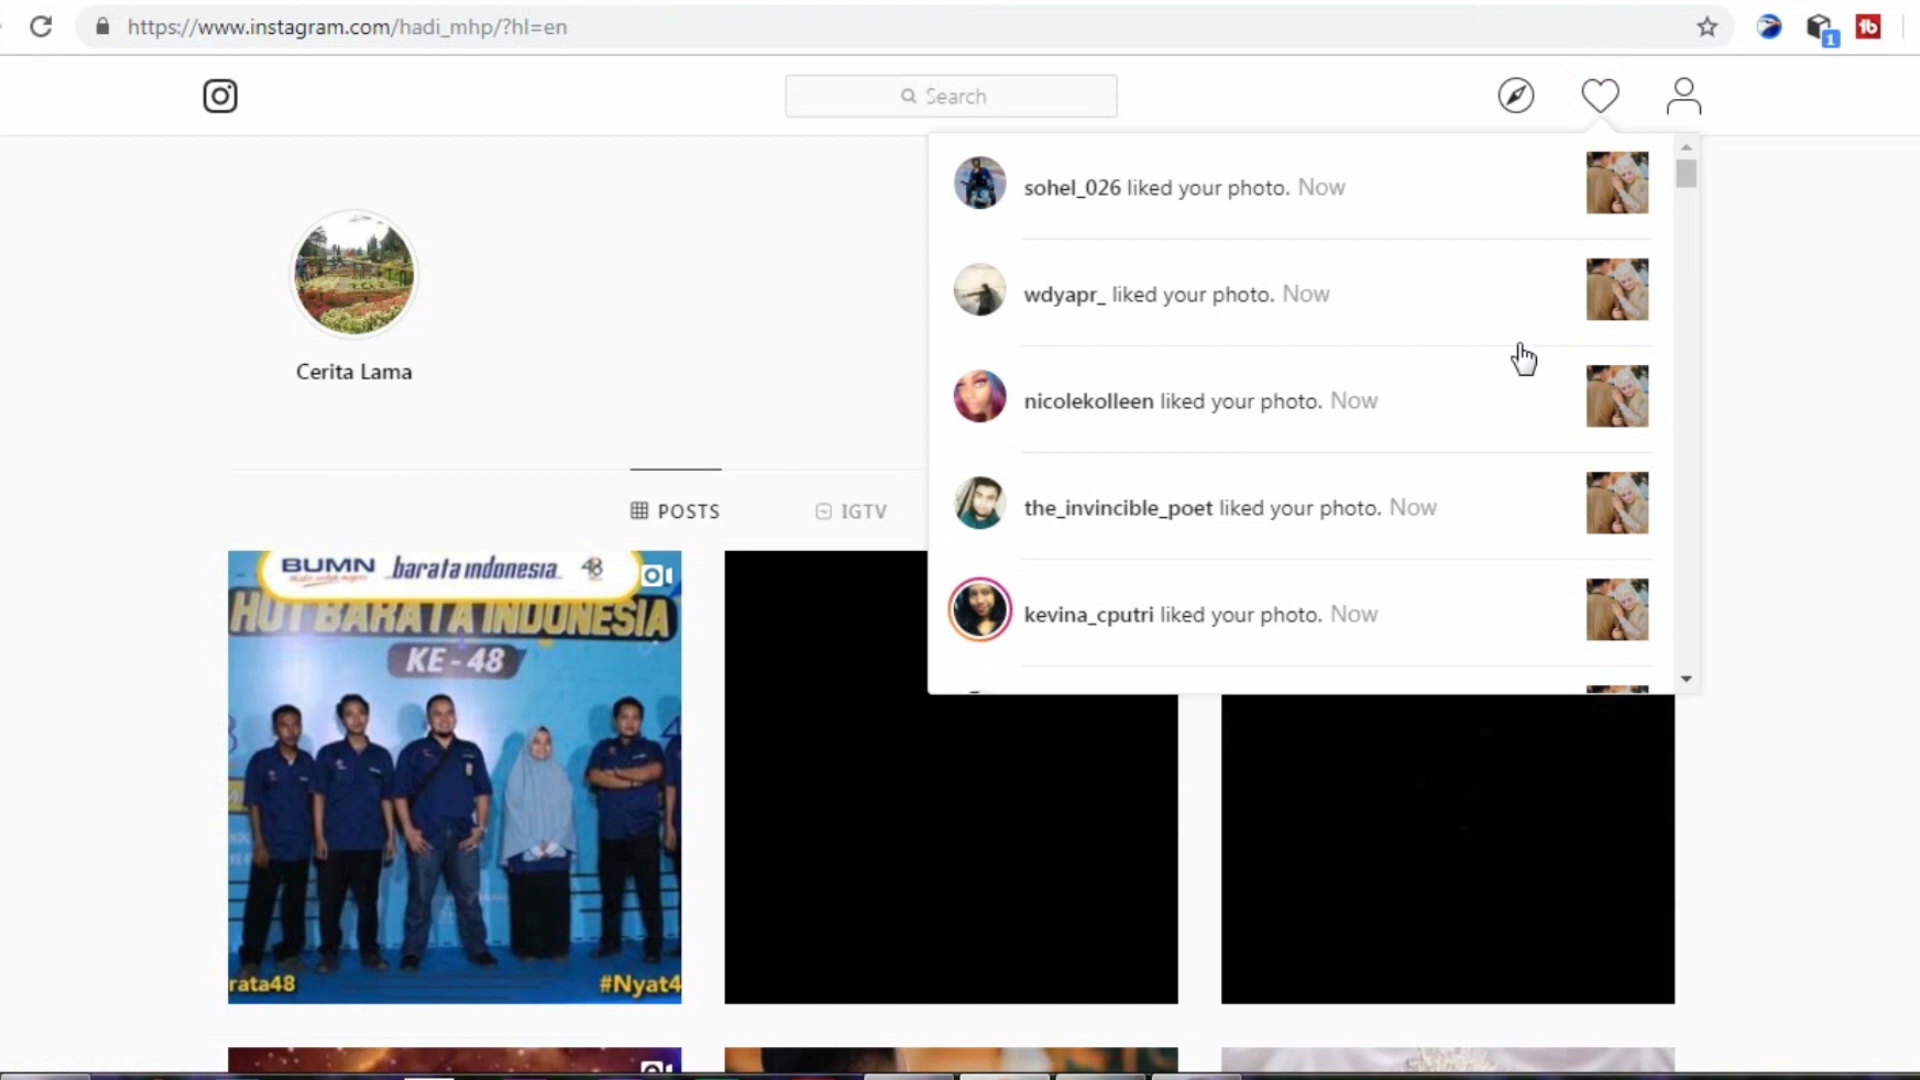 https://www.instagram.com/hadi_mhp/?hl=en
1
tb
Search
sohel_026 liked your photo. Now
wdyapr_ liked your photo. Now
nicolekolleen liked your photo. Now
the_invincible_poet liked your photo. Now
kevina_cputri liked your photo. Now
Cerita Lama
POSTS
IGTV
BUMN
barata indonesia
48
HUT BARATA INDONESIA
KE-48
rata48
#Nyat4